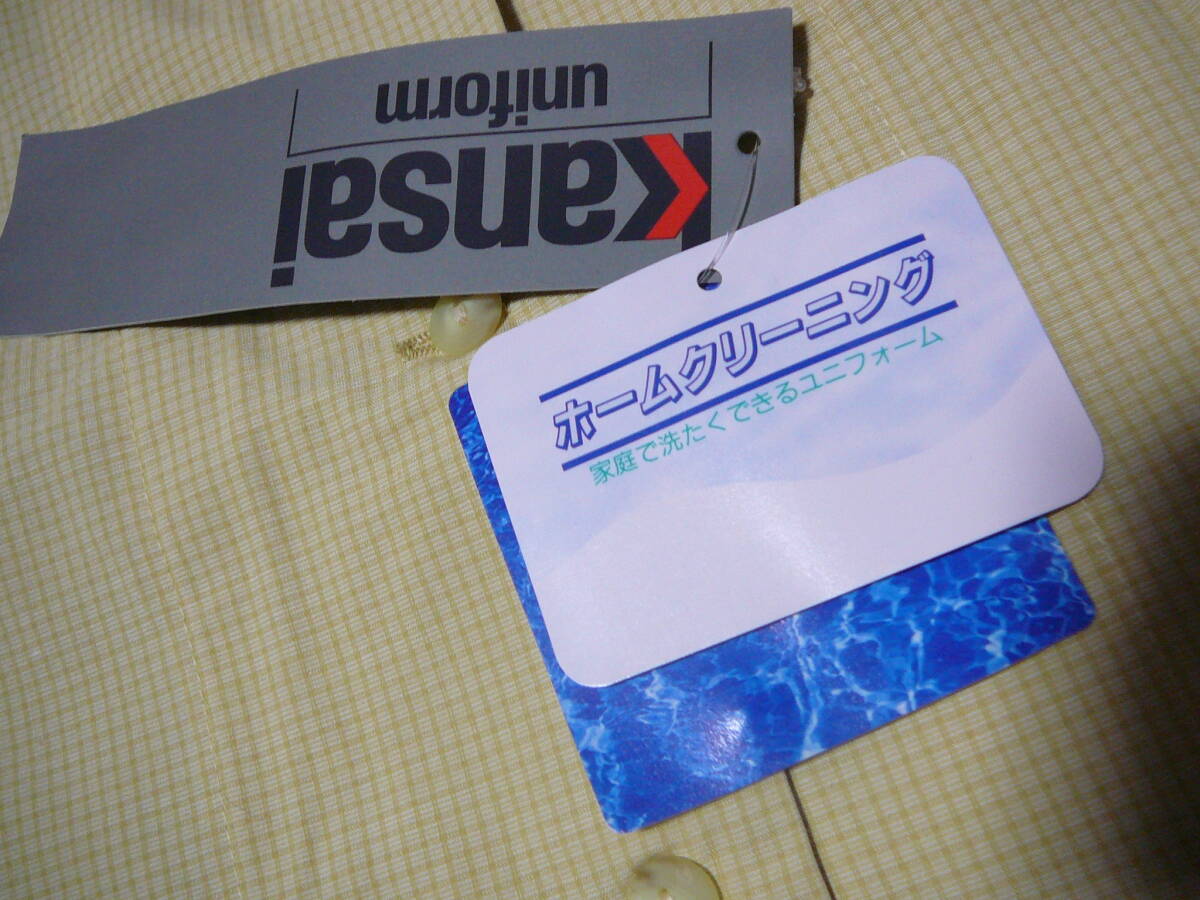 kansai
uniform
ホームクリーニング
家庭で洗たくできるユニフォーム